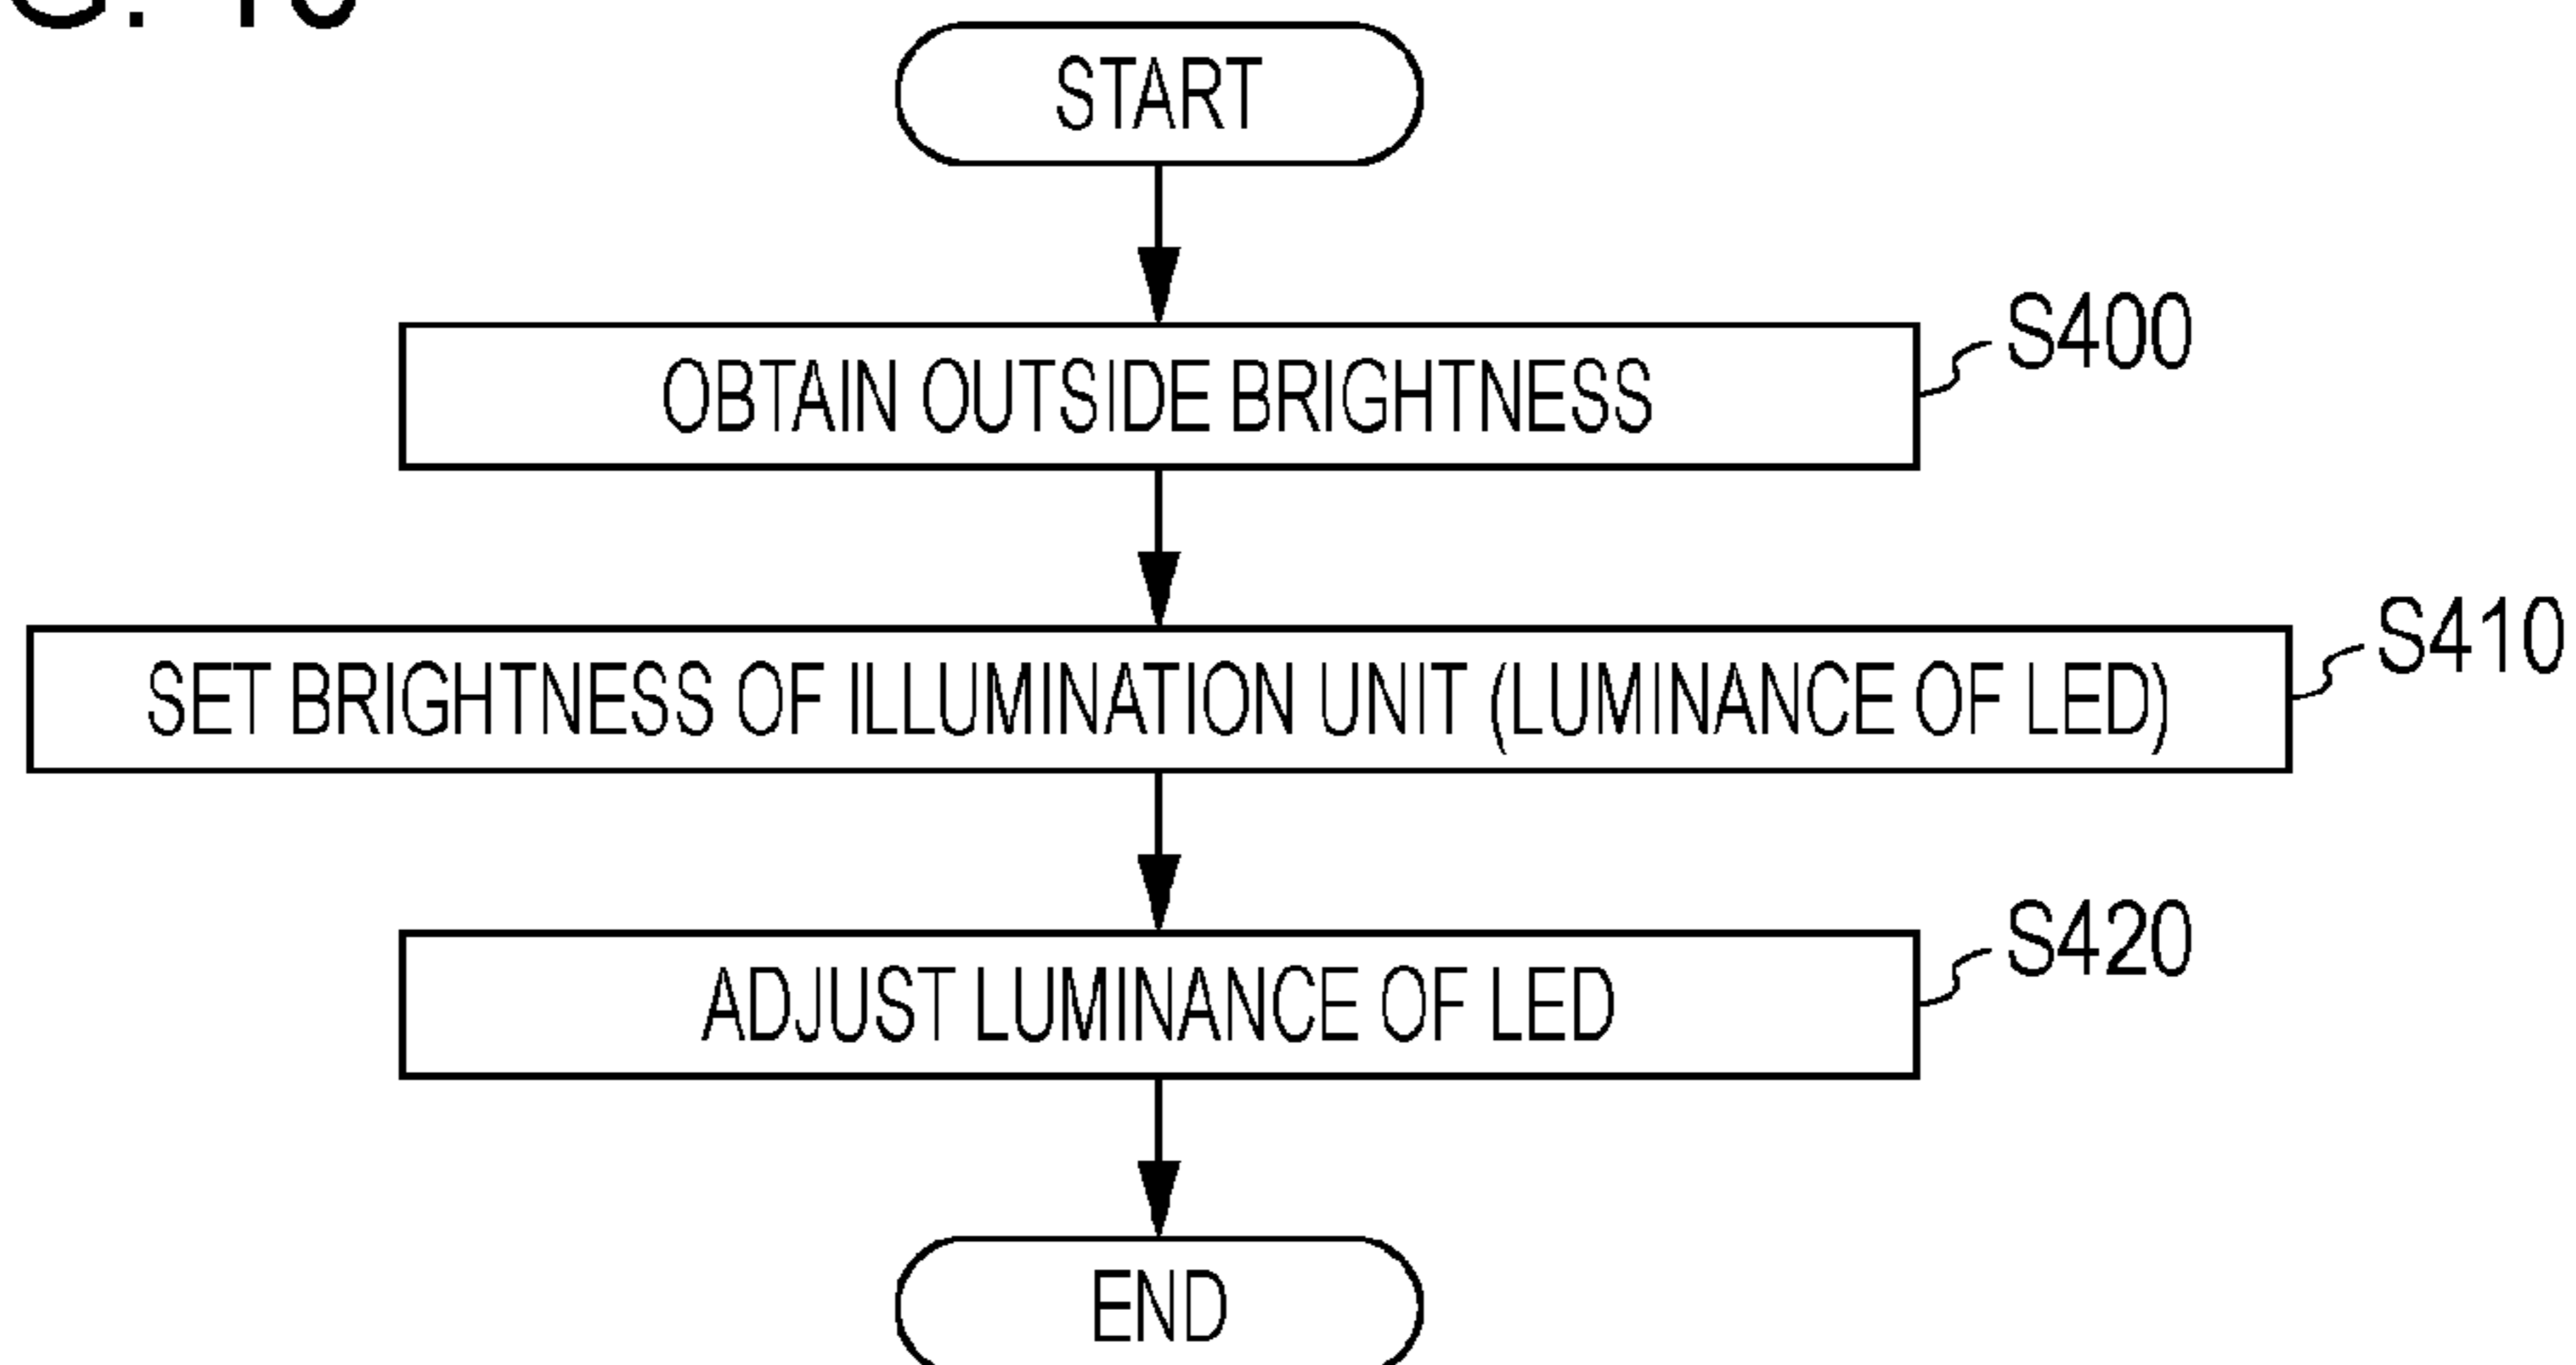 START
OBTAIN OUTSIDE BRIGHTNESS
S400
SET BRIGHTNESS OF ILLUMINATION UNIT (LUMINANCE OF LED)
S410
ADJUST LUMINANCE OF LED
S420
END